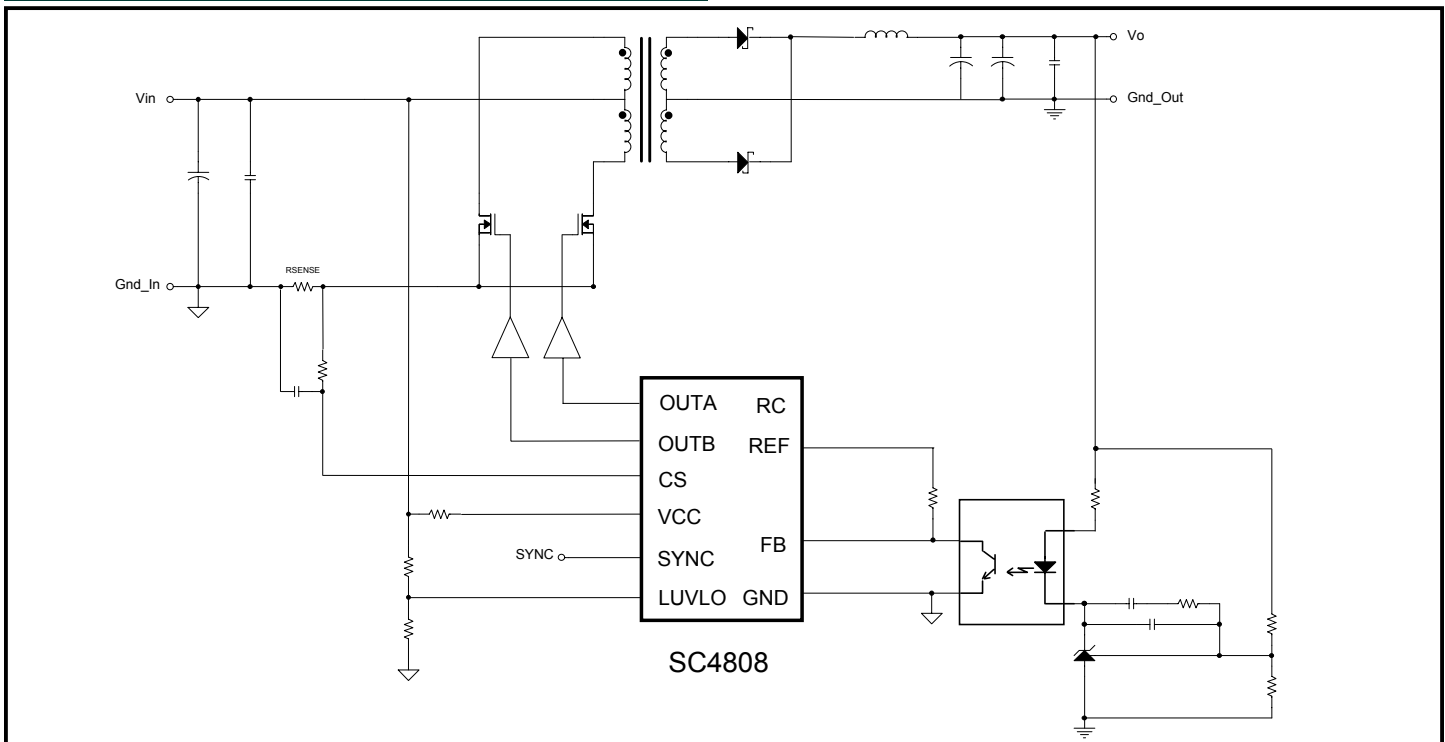 Vo
Vin
Gnd_Out
RSENSE
Gnd_In
OUTA
RC
OUTB
REF
CS
VCC
FB
SYNC
SYNC
LUVLO
GND
SC4808